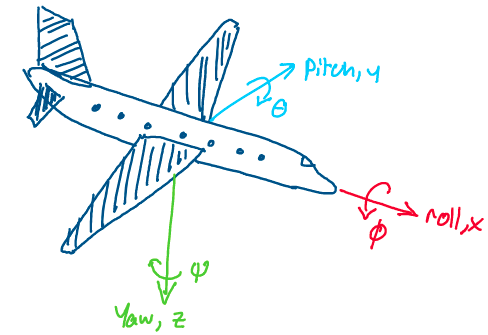 Pitch, y
θ
roll, x
ϕ
ψ
Yaw, z